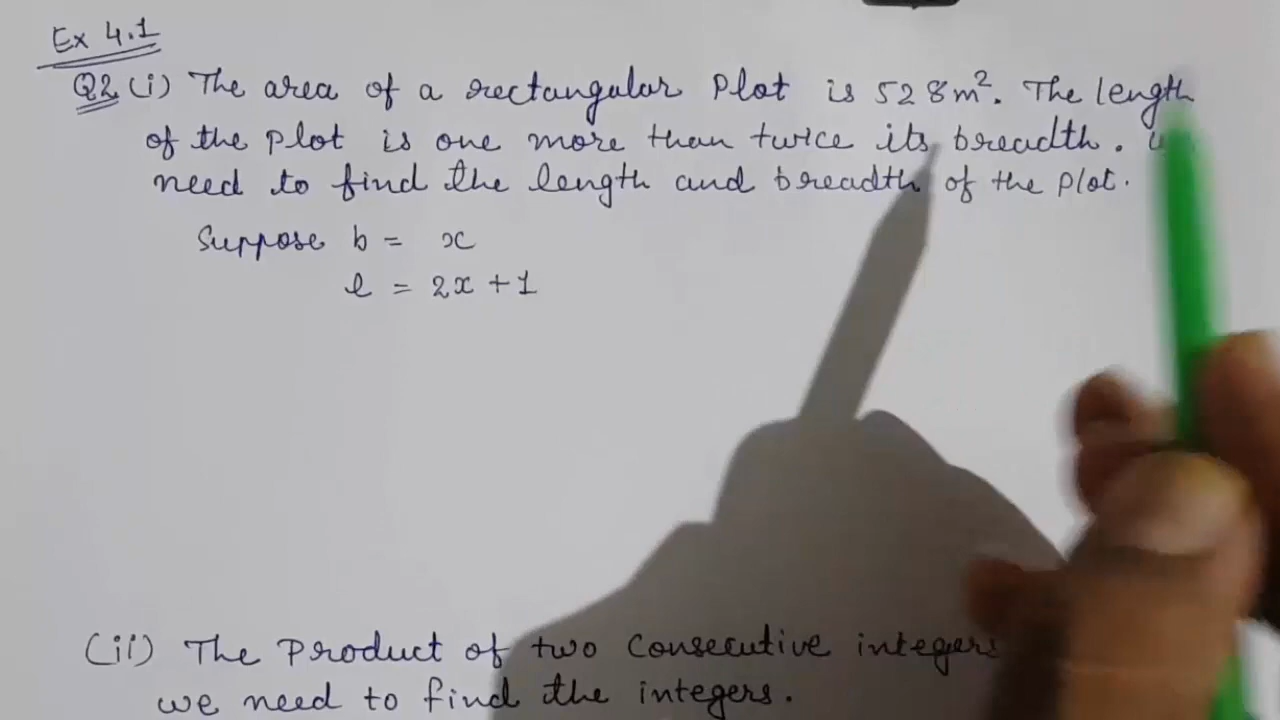 Ex 4.1
Q2 (i) The area of a rectangular Plot is 528m². The length
of the plot is one more than twice its breadth.
need to find the length and breadth of the plot.
Suppose b = x
l = 2x + 1
(ii) The Product of two Consecutive integers
we need to find the integers.